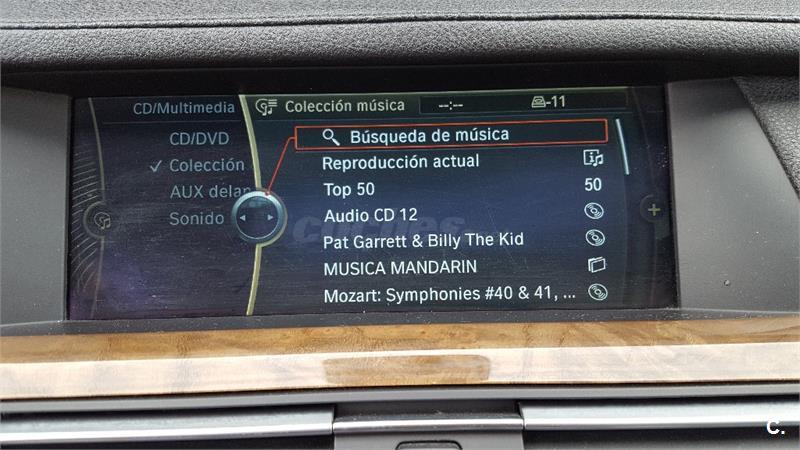 CD/Multimedia
Colección música
--:--
-11
CD/DVD
Colección
AUX delan
Sonido
Búsqueda de música
Reproducción actual
Top 50
50
Audio CD 12
Pat Garrett & Billy The Kid
MUSICA MANDARIN
Mozart: Symphonies #40 & 41, ...
coches
C.